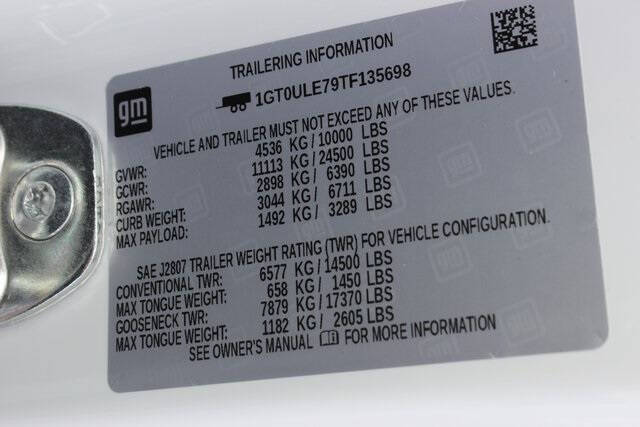 TRAILERING INFORMATION
gm
1GT0ULE79TF135698
VEHICLE AND TRAILER MUST NOT EXCEED ANY OF THESE VALUES.
GVWR: 4536 KG/10000 LBS
GCWR: 11113 KG/24500 LBS
RGAWR: 2898 KG/ 6390 LBS
CURB WEIGHT: 3044 KG/ 6711 LBS
MAX PAYLOAD: 1492 KG/ 3289 LBS
SAE J2807 TRAILER WEIGHT RATING (TWR) FOR VEHICLE CONFIGURATION.
CONVENTIONAL TWR: 6577 KG/14500 LBS
MAX TONGUE WEIGHT: 658 KG/ 1450 LBS
GOOSENECK TWR: 7879 KG/17370 LBS
MAX TONGUE WEIGHT: 1182 KG/ 2605 LBS
SEE OWNER'S MANUAL FOR MORE INFORMATION